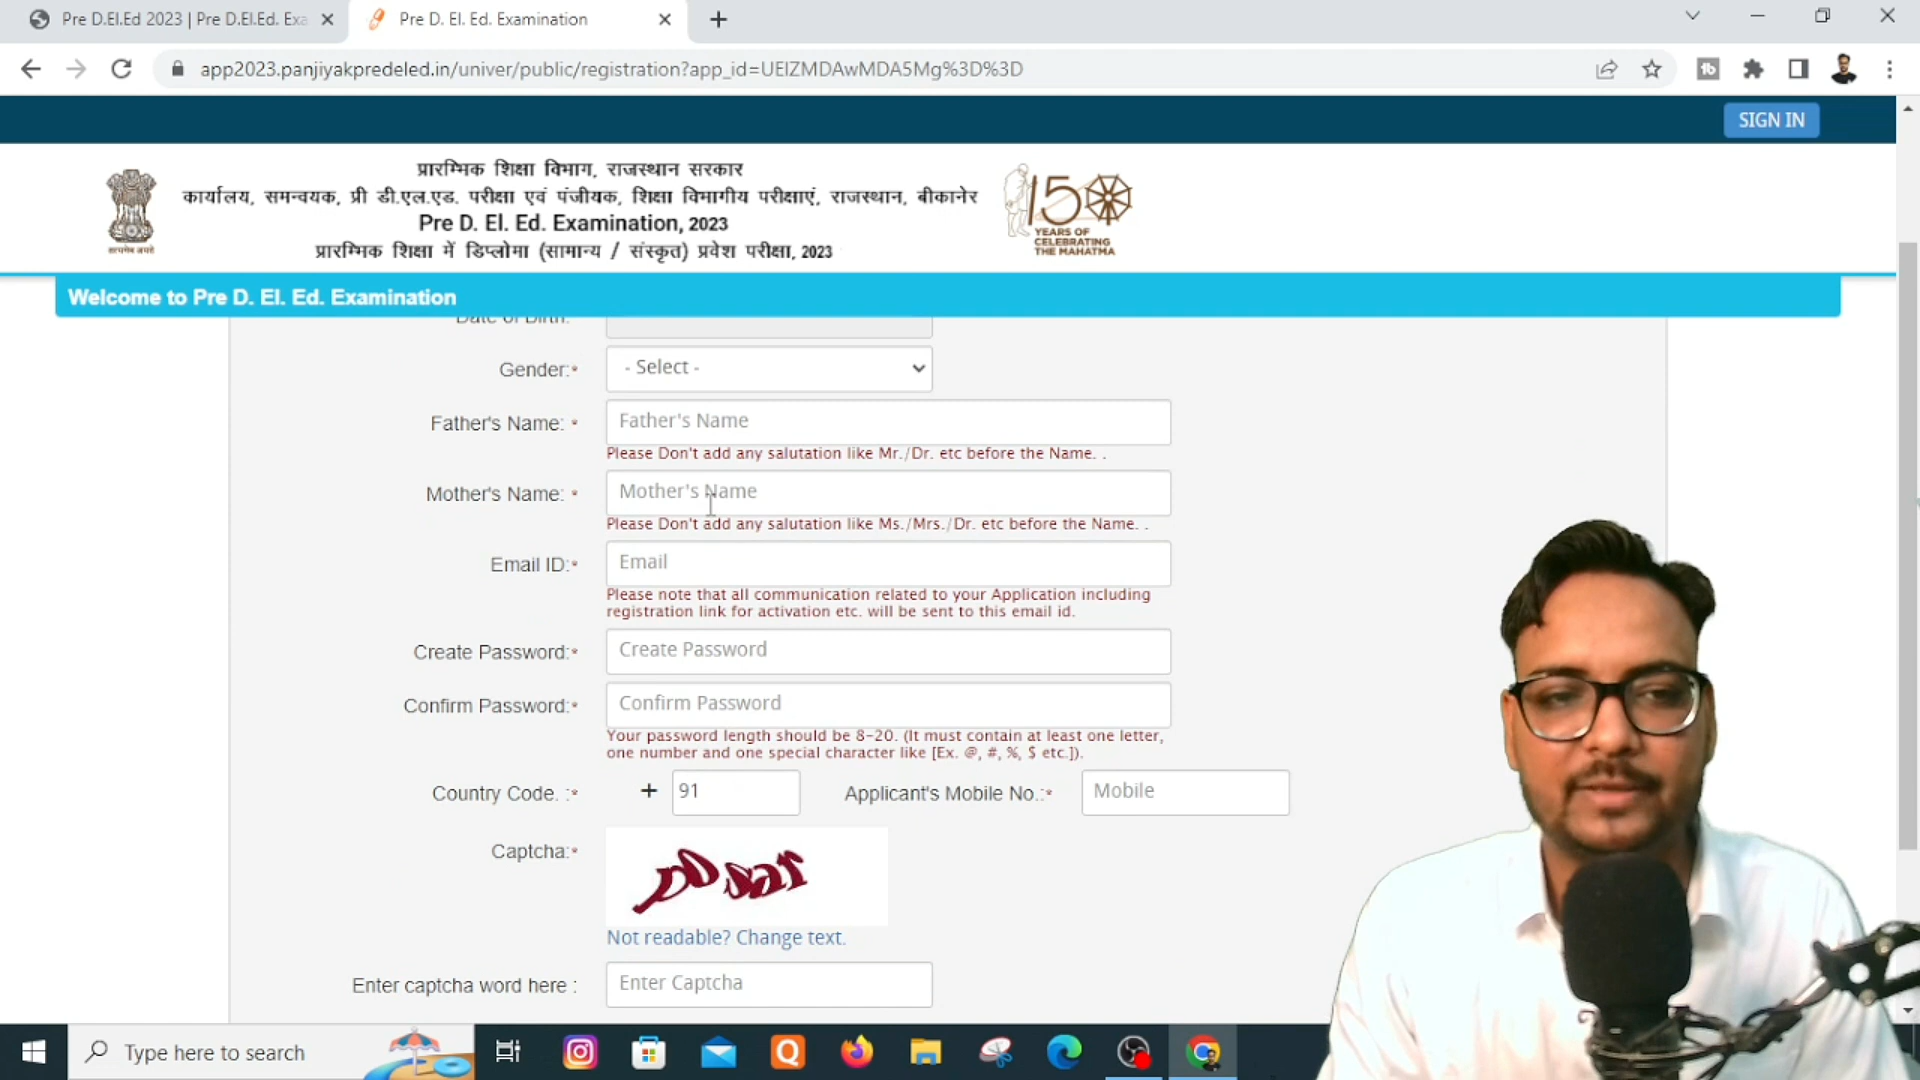 Pre D.El.Ed 2023 | Pre D.El.Ed. Exa
Pre D. El. Ed. Examination
app2023.panjiyakpredeled.in/univer/public/registration?app_id=UElZMDAwMDA5Mg%3D%3D
SIGN IN
प्रारम्भिक शिक्षा विभाग, राजस्थान सरकार
कार्यालय, समन्वयक, प्री डी.एल.एड. परीक्षा एवं पंजीयक, शिक्षा विभागीय परीक्षाएं, राजस्थान, बीकानेर
Pre D. El. Ed. Examination, 2023
प्रारम्भिक शिक्षा में डिप्लोमा (सामान्य / संस्कृत) प्रवेश परीक्षा, 2023
सत्यमेव जयते
150
YEARS OF
CELEBRATING
THE MAHATMA
Welcome to Pre D. El. Ed. Examination
Date of Birth:
Gender:* - Select -
Father's Name: * Father's Name
Please Don't add any salutation like Mr./Dr. etc before the Name. .
Mother's Name: * Mother's Name
Please Don't add any salutation like Ms./Mrs./Dr. etc before the Name. .
Email ID:* Email
Please note that all communication related to your Application including
registration link for activation etc. will be sent to this email id.
Create Password:* Create Password
Confirm Password:* Confirm Password
Your password length should be 8-20. (It must contain at least one letter,
one number and one special character like [Ex. @, #, %, $ etc.]).
Country Code. :* + 91 Applicant's Mobile No.:* Mobile
Captcha:*
Not readable? Change text.
Enter captcha word here : Enter Captcha
Type here to search